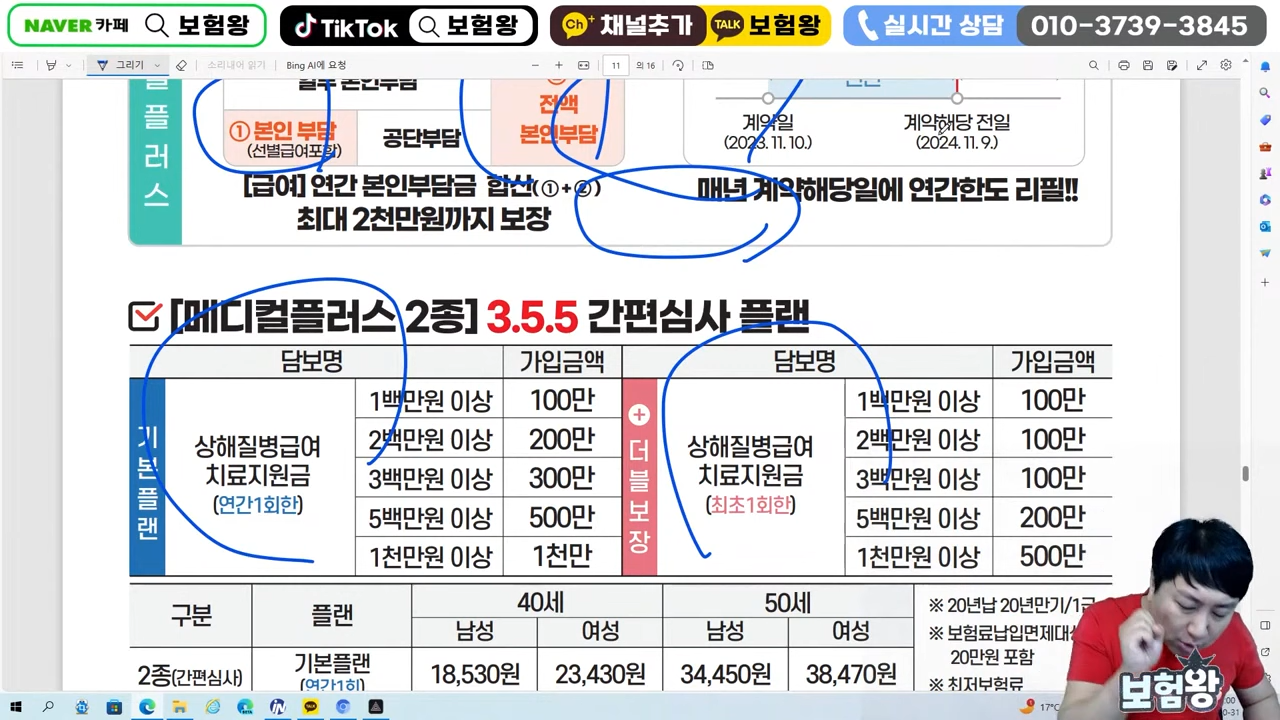 NAVER 카페 보험왕
TikTok 보험왕
Ch+ 채널추가 TALK 보험왕
실시간 상담 010-3739-3845
그리기 소리내어 읽기 Bing AI에 요청 11 의 16
플러스
일부 본인부담
① 본인 부담
(선별급여포함)
공단부담
전액
본인부담
계약일
(2023. 11. 10.)
계약해당 전일
(2024. 11. 9.)
[급여] 연간 본인부담금 합산(①+②)
최대 2천만원까지 보장
매년 계약해당일에 연간한도 리필!!
[메디컬플러스 2종] 3.5.5 간편심사 플랜
담보명 가입금액 담보명 가입금액
기본플랜
상해질병급여
치료지원금
(연간1회한)
1백만원 이상 100만
2백만원 이상 200만
3백만원 이상 300만
5백만원 이상 500만
1천만원 이상 1천만
+ 더블보장
상해질병급여
치료지원금
(최초1회한)
1백만원 이상 100만
2백만원 이상 100만
3백만원 이상 100만
5백만원 이상 200만
1천만원 이상 500만
구분 플랜 40세 50세
남성 여성 남성 여성
2종(간편심사) 기본플랜
(연간1회)
18,530원 23,430원 34,450원 38,470원
※ 20년납 20년만기/1급
※ 보험료납입면제대상
20만원 포함
※ 최저보험료
보험왕
17°C